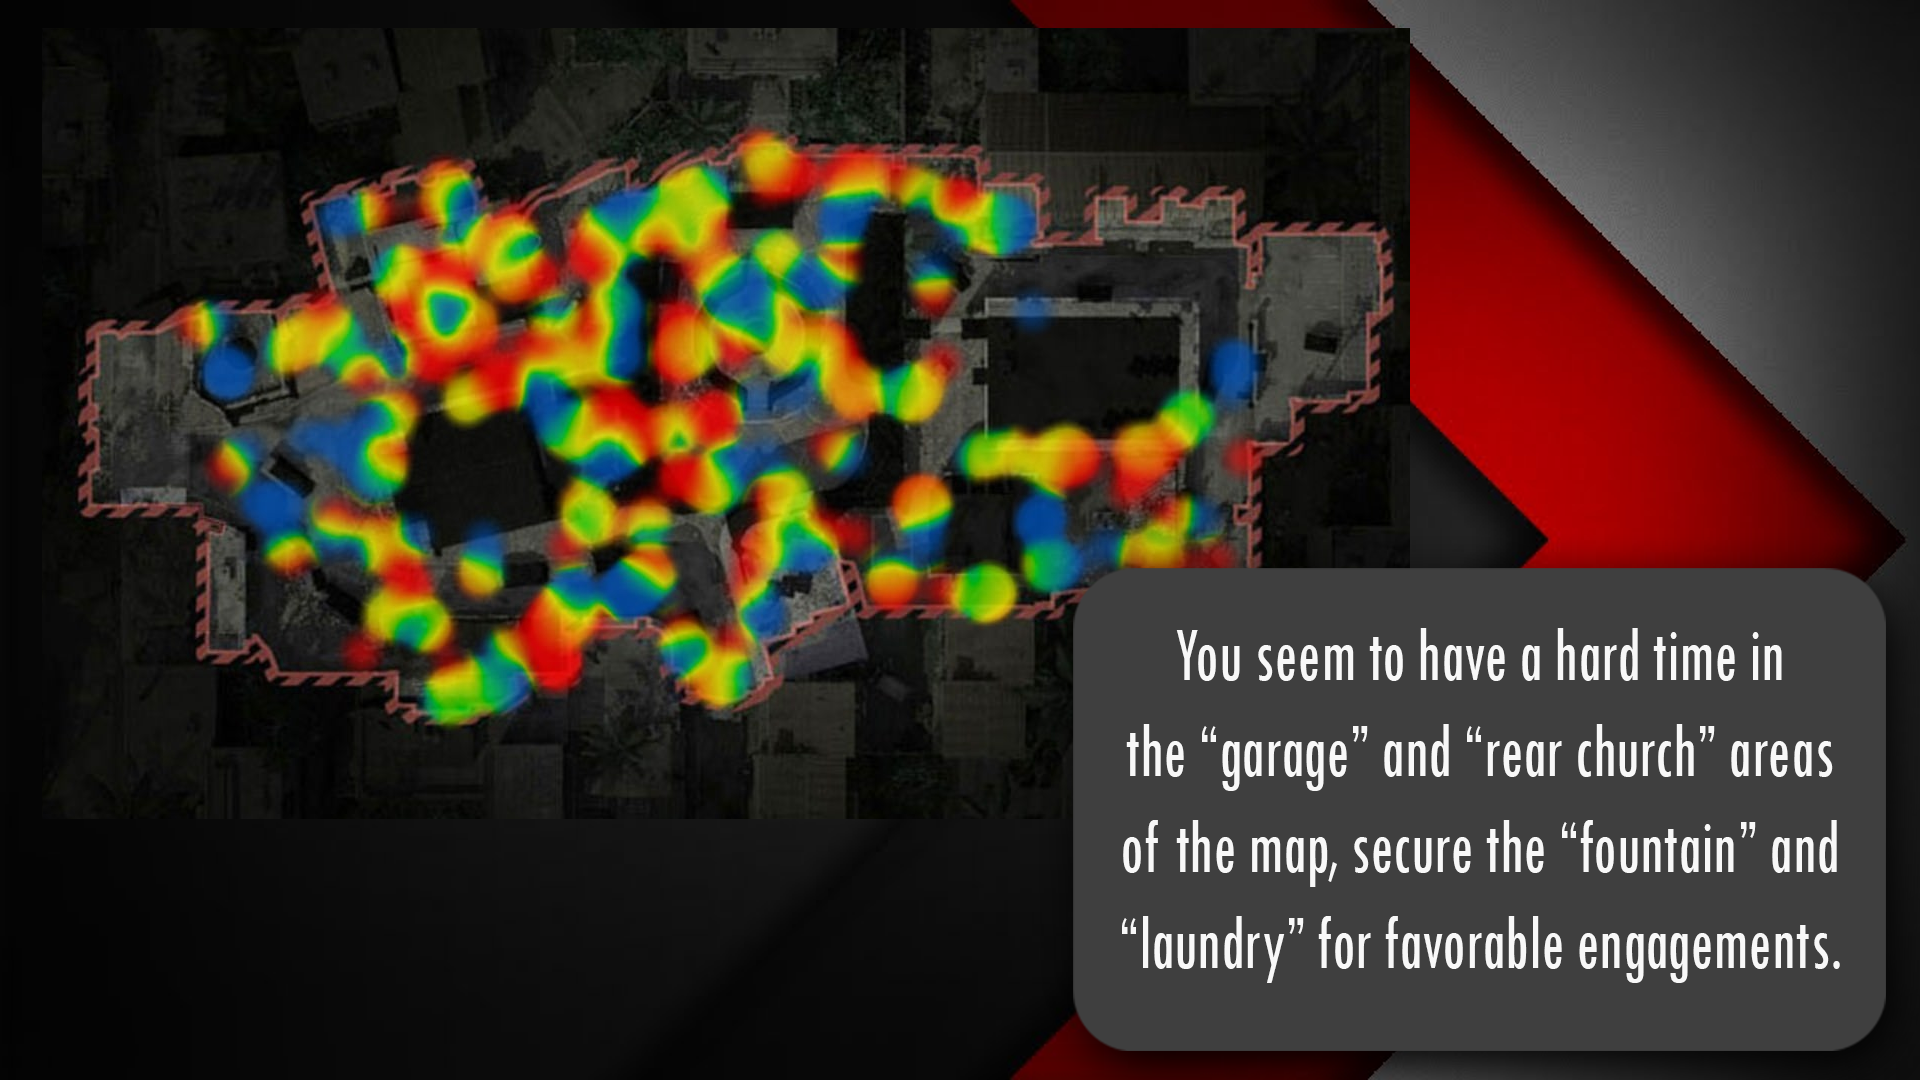 You seem to have a hard time in
the “garage” and “rear church” areas
of the map, secure the “fountain” and
“laundry” for favorable engagements.